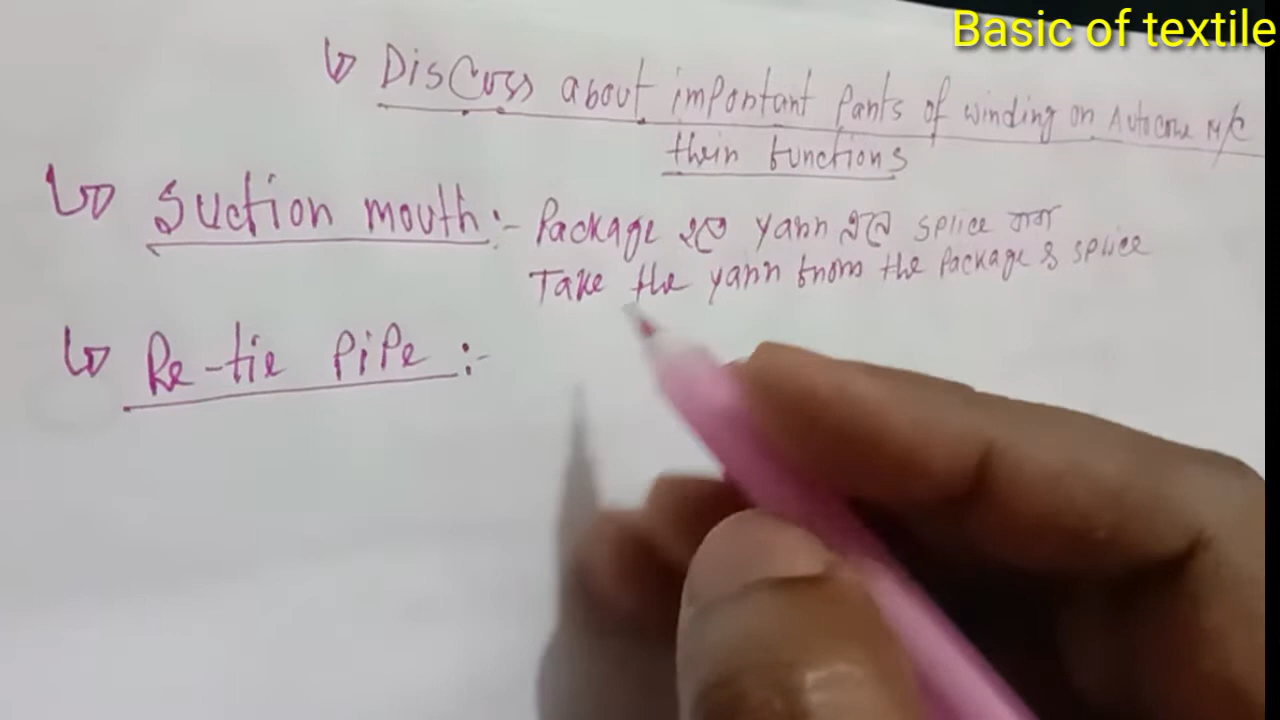 Basic of textile
Discuss about important parts of winding on Autocone M/C
their functions
Suction mouth :- Package হতে yarn এনে splice করা
Take the yarn from the package & splice
Re-tie PiPe :-